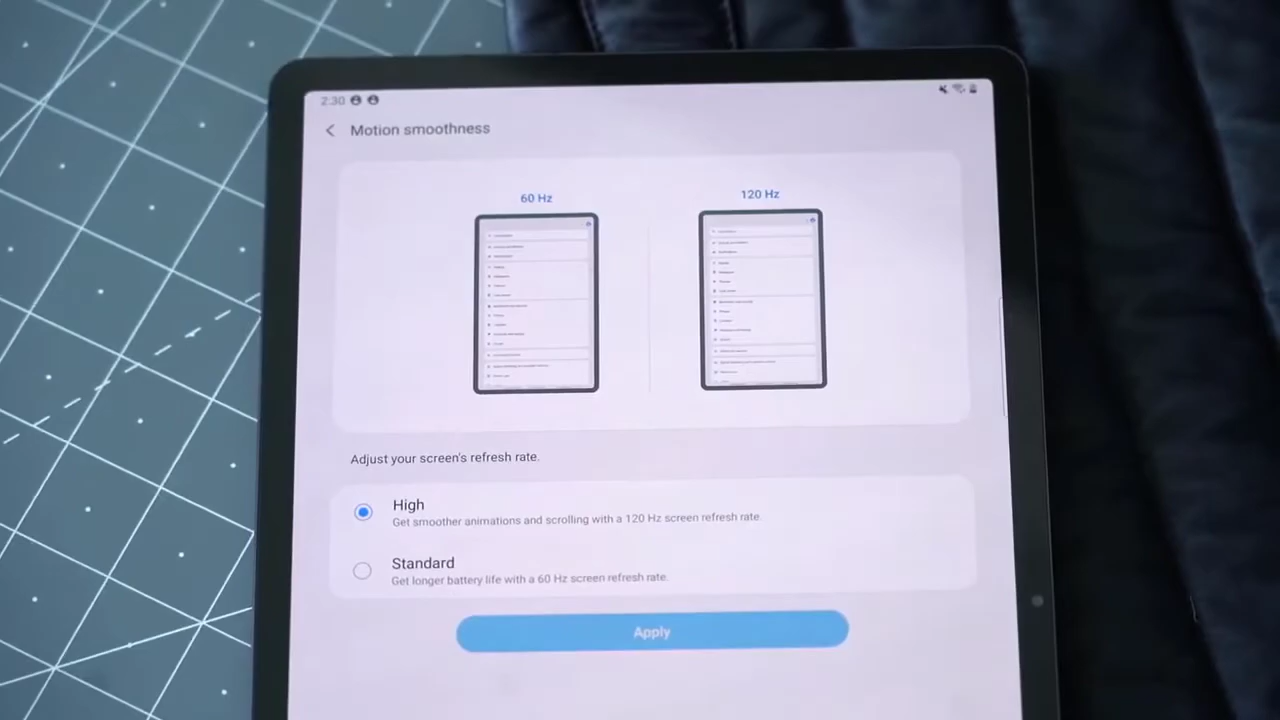 2:30
Motion smoothness
60 Hz
120 Hz
Adjust your screen's refresh rate.
High
Get smoother animations and scrolling with a 120 Hz screen refresh rate.
Standard
Get longer battery life with a 60 Hz screen refresh rate.
Apply